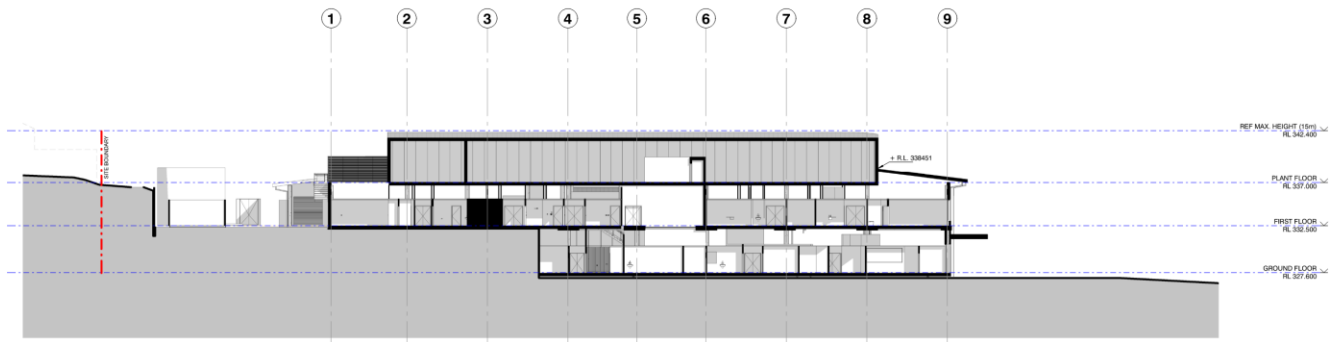 1 2 3 4 5 6 7 8 9
SITE BOUNDARY
REF MAX. HEIGHT (15m)
RL 342.400
+ R.L. 338451
PLANT FLOOR
RL 337.000
FIRST FLOOR
RL 332.500
GROUND FLOOR
RL 327.600